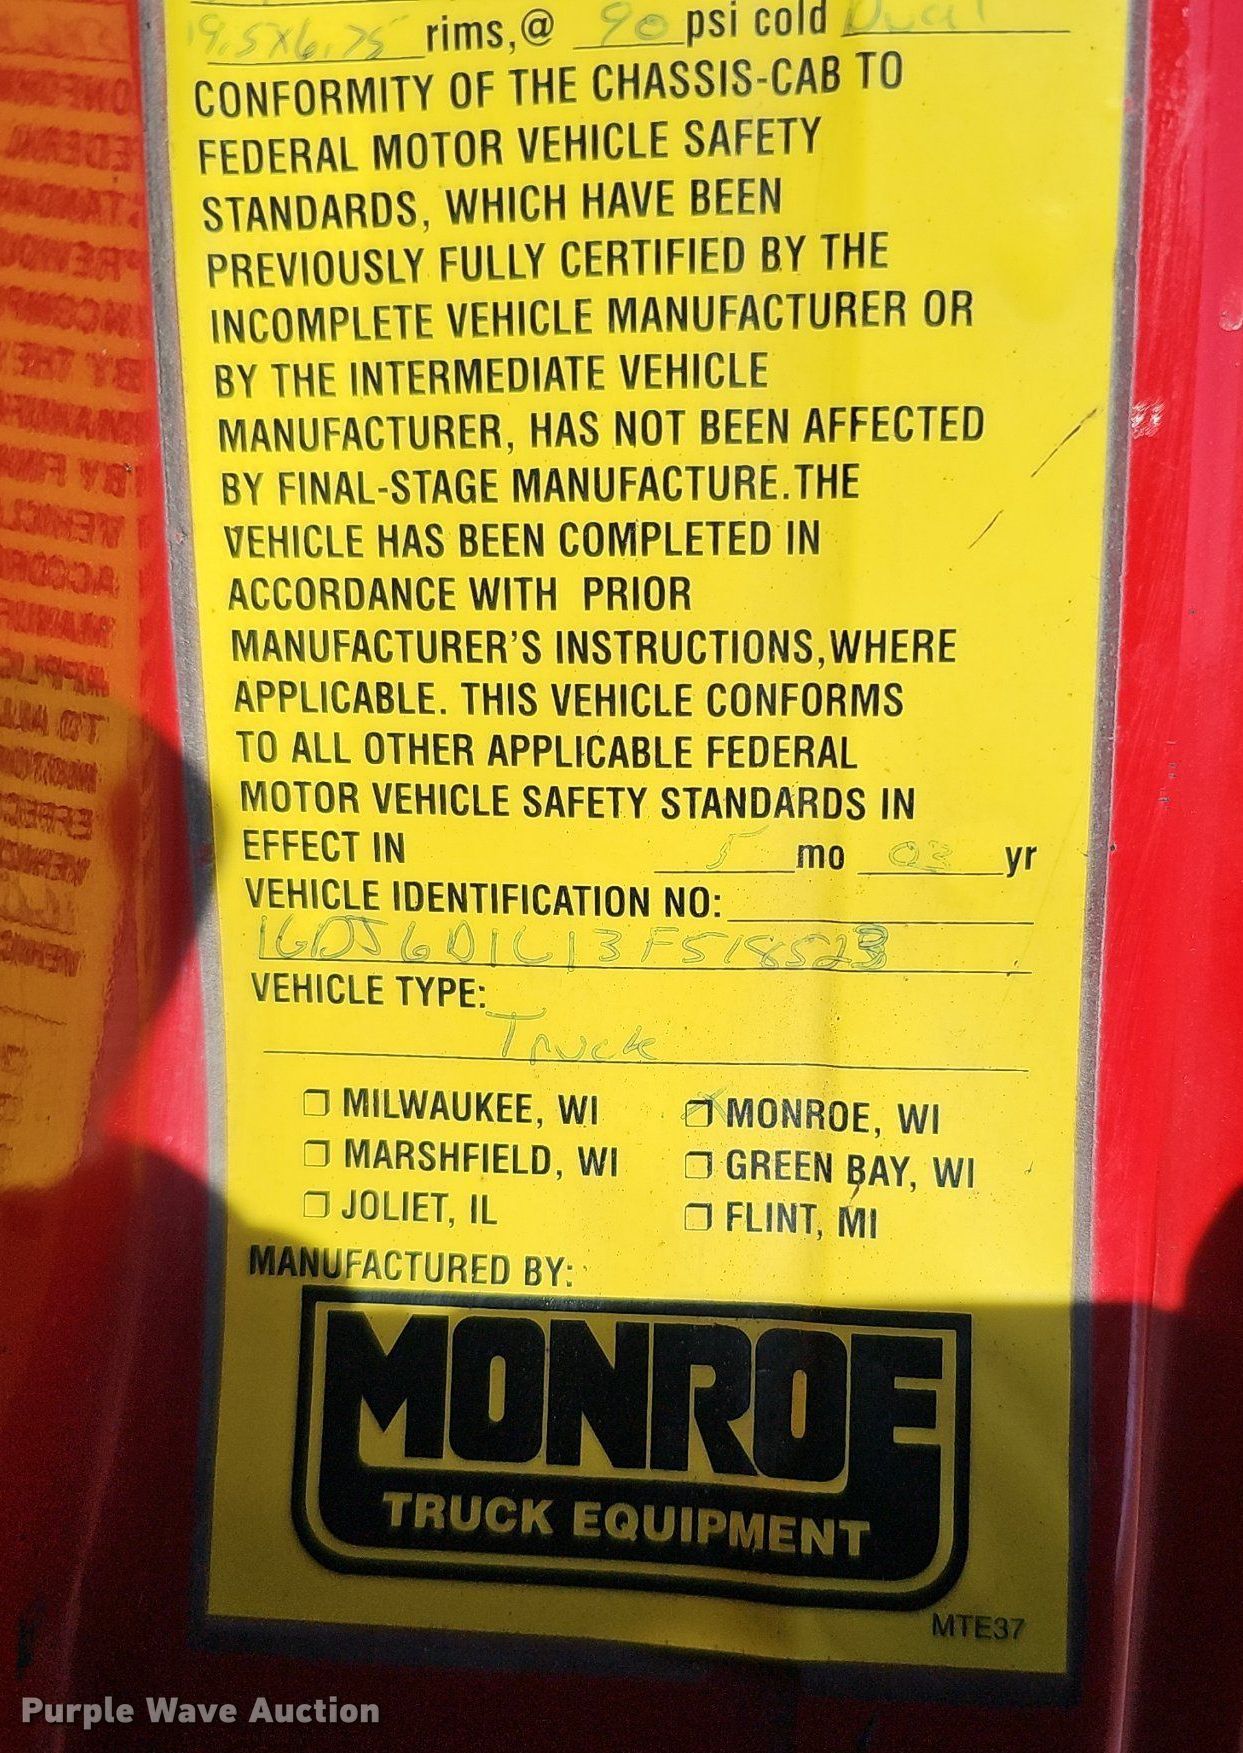 19.5x6.75 rims,@ 90 psi cold Dual
CONFORMITY OF THE CHASSIS-CAB TO
FEDERAL MOTOR VEHICLE SAFETY
STANDARDS, WHICH HAVE BEEN
PREVIOUSLY FULLY CERTIFIED BY THE
INCOMPLETE VEHICLE MANUFACTURER OR
BY THE INTERMEDIATE VEHICLE
MANUFACTURER, HAS NOT BEEN AFFECTED
BY FINAL-STAGE MANUFACTURE. THE
VEHICLE HAS BEEN COMPLETED IN
ACCORDANCE WITH PRIOR
MANUFACTURER'S INSTRUCTIONS, WHERE
APPLICABLE. THIS VEHICLE CONFORMS
TO ALL OTHER APPLICABLE FEDERAL
MOTOR VEHICLE SAFETY STANDARDS IN
EFFECT IN 5 mo 03 yr
VEHICLE IDENTIFICATION NO:
1GDJ6D1C13F518523
VEHICLE TYPE:
Truck
MILWAUKEE, WI MONROE, WI
MARSHFIELD, WI GREEN BAY, WI
JOLIET, IL FLINT, MI
MANUFACTURED BY:
MONROE
TRUCK EQUIPMENT
MTE37
Purple Wave Auction